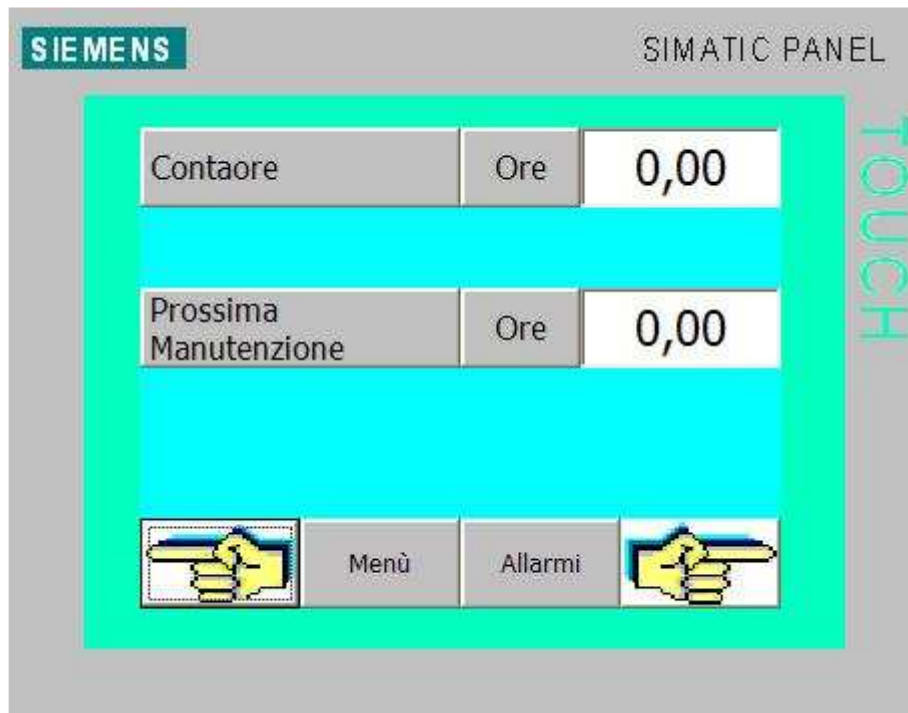 SIEMENS
SIMATIC PANEL
TOUCH
Contaore Ore 0,00
Prossima
Manutenzione Ore 0,00
Menù Allarmi